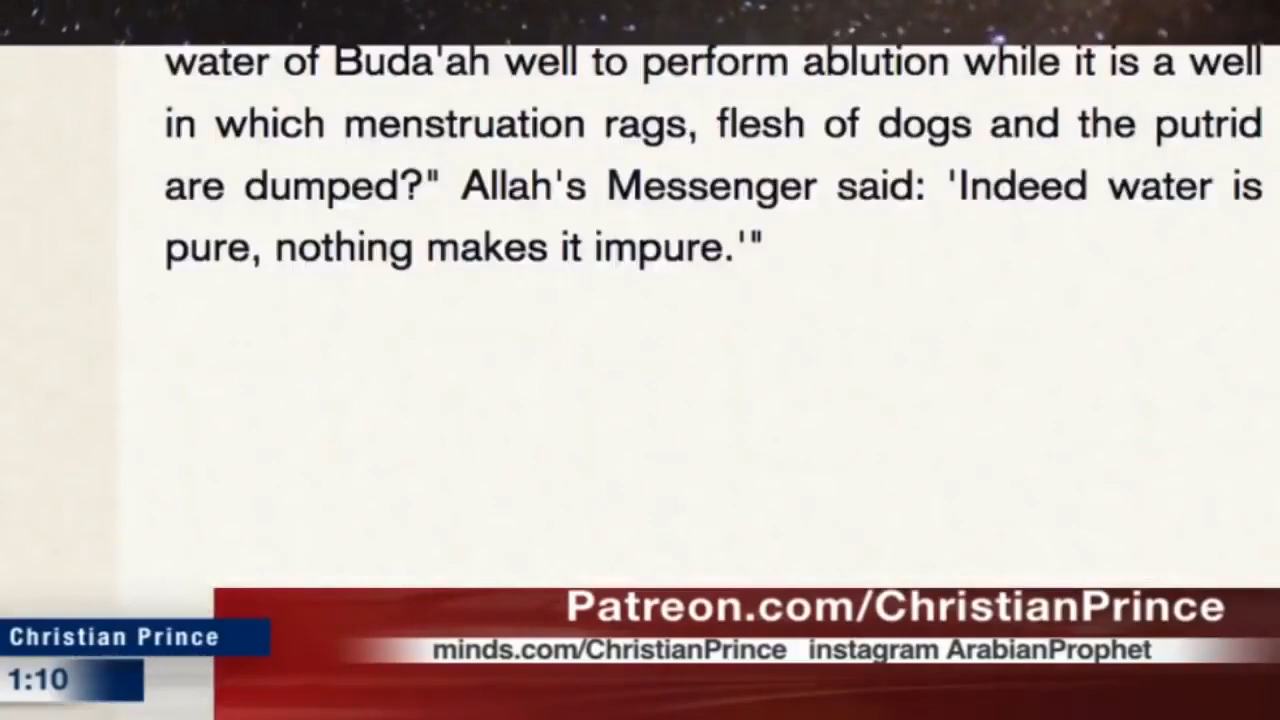 water of Buda'ah well to perform ablution while it is a well
in which menstruation rags, flesh of dogs and the putrid
are dumped?" Allah's Messenger said: 'Indeed water is
pure, nothing makes it impure.'"
Patreon.com/ChristianPrince
Christian Prince
minds.com/ChristianPrince instagram ArabianProphet
1:10